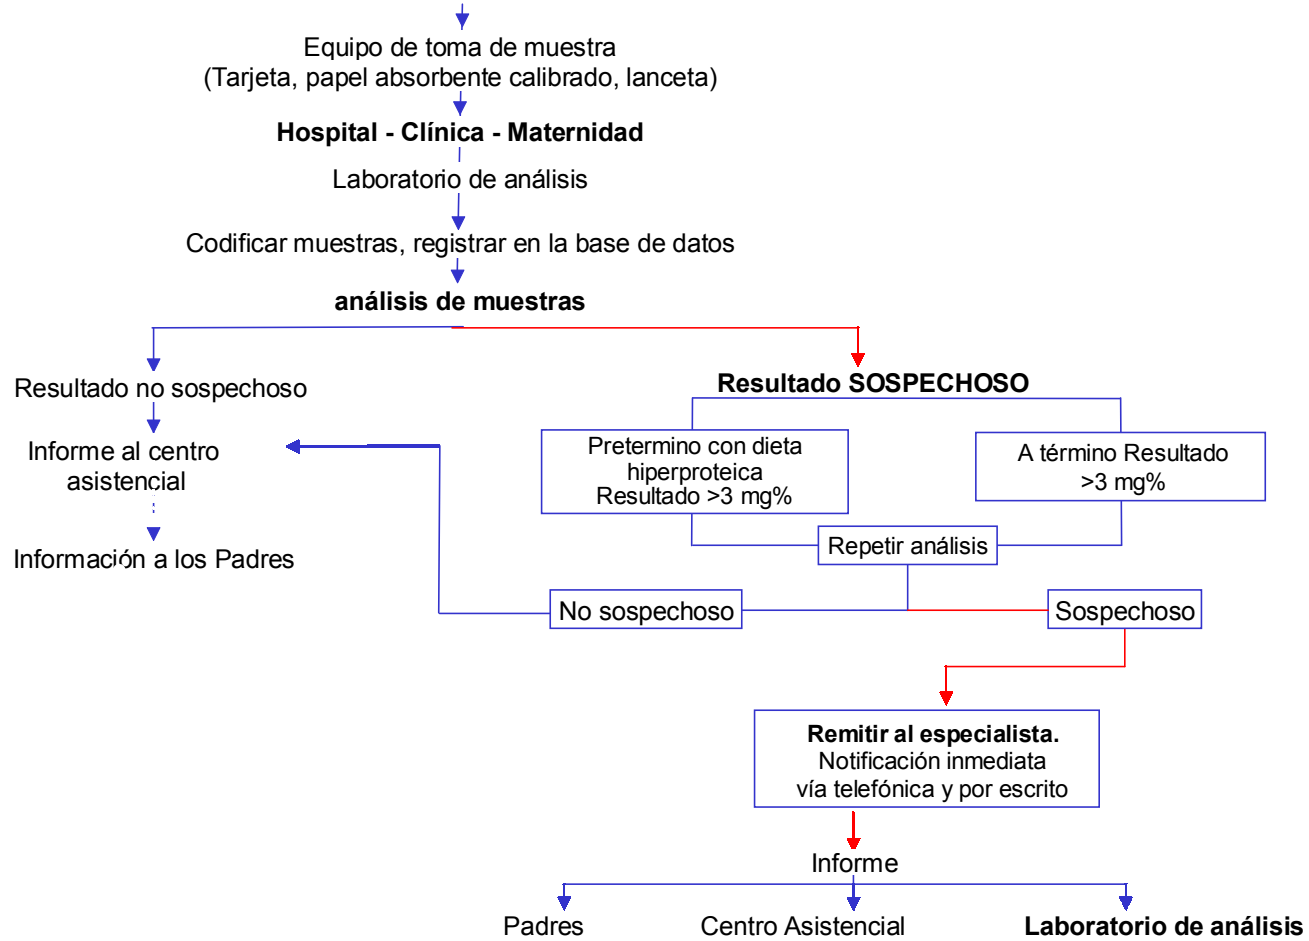 Equipo de toma de muestra
(Tarjeta, papel absorbente calibrado, lanceta)
Hospital - Clínica - Maternidad
Laboratorio de análisis
Codificar muestras, registrar en la base de datos
análisis de muestras
Resultado no sospechoso
Resultado SOSPECHOSO
Informe al centro
asistencial
Pretermino con dieta
hiperproteica
Resultado >3 mg%
A término Resultado
>3 mg%
Información a los Padres
Repetir análisis
No sospechoso
Sospechoso
Remitir al especialista.
Notificación inmediata
vía telefónica y por escrito
Informe
Padres
Centro Asistencial
Laboratorio de análisis